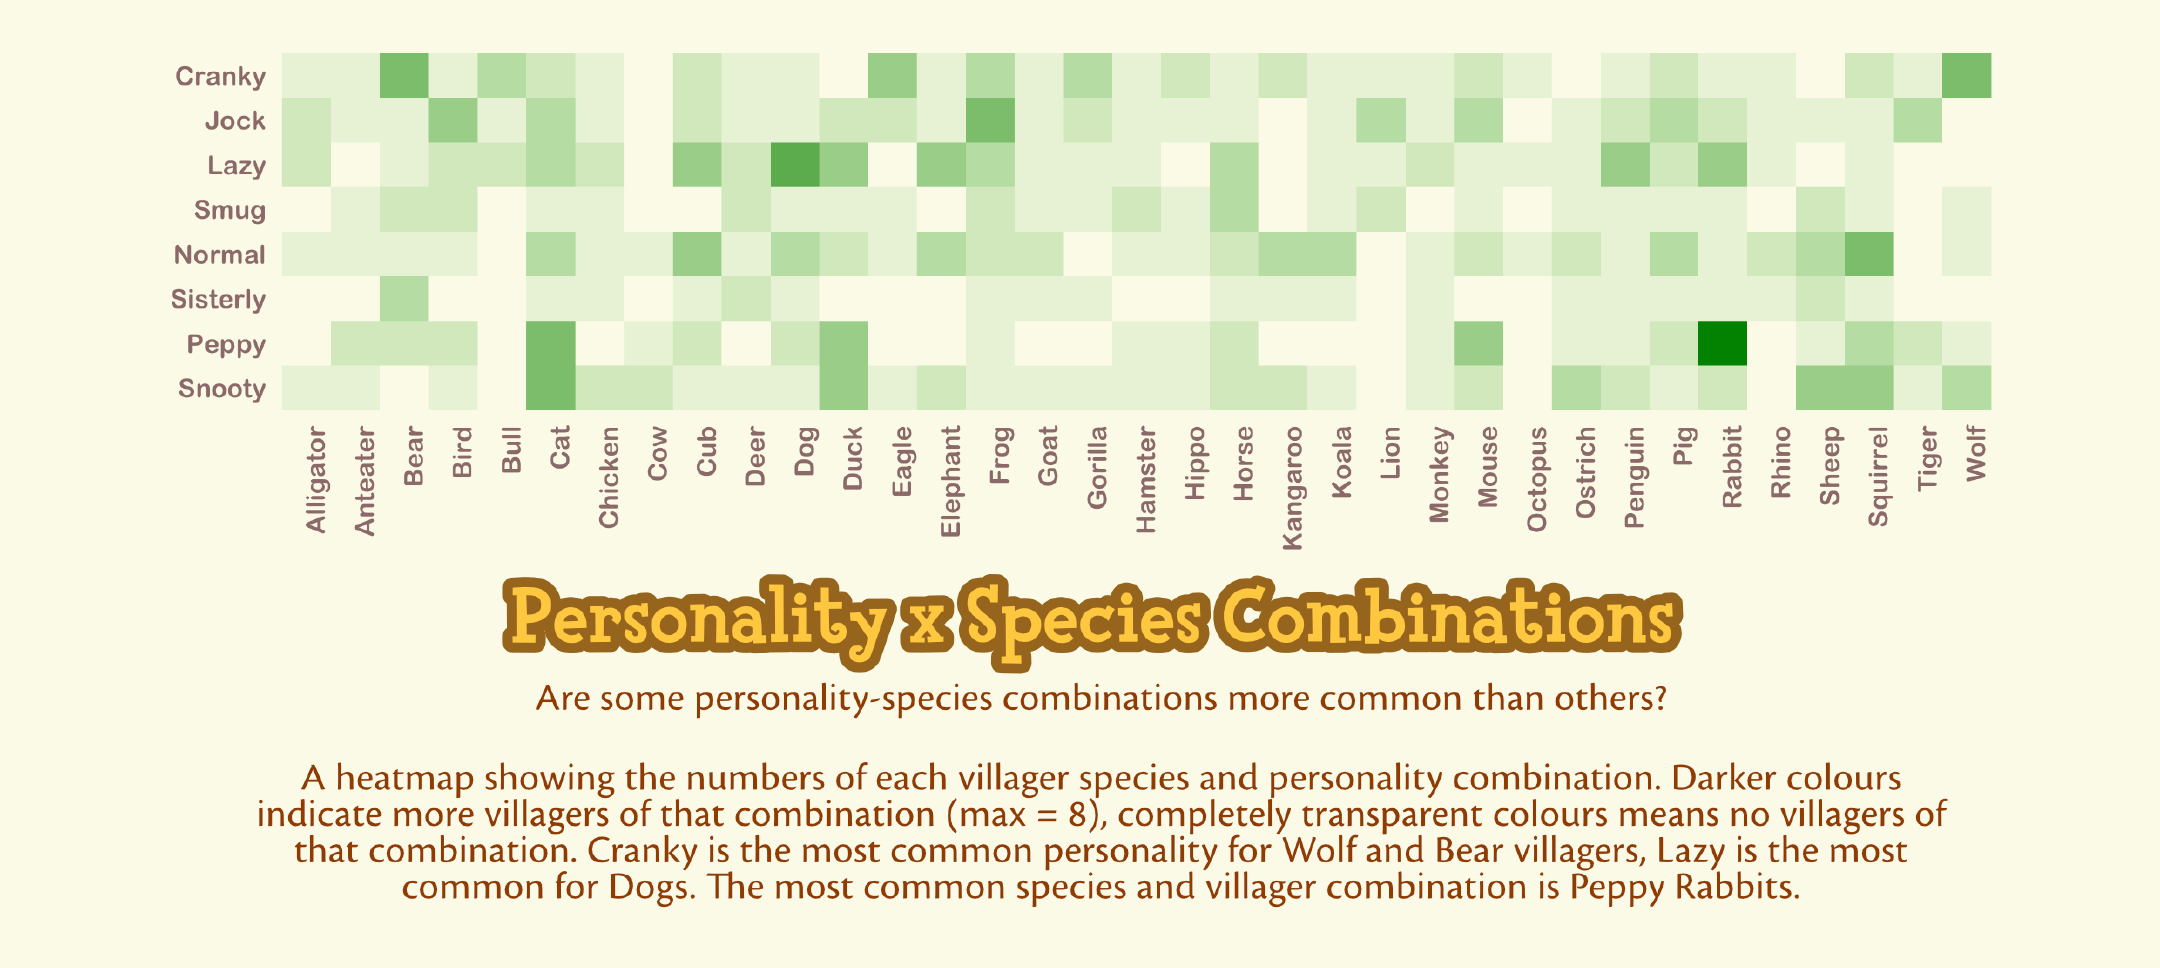 Cranky
Jock
Lazy
Smug
Normal
Sisterly
Peppy
Snooty
Alligator
Anteater
Bear
Bird
Bull
Cat
Chicken
Cow
Cub
Deer
Dog
Duck
Eagle
Elephant
Frog
Goat
Gorilla
Hamster
Hippo
Horse
Kangaroo
Koala
Lion
Monkey
Mouse
Octopus
Ostrich
Penguin
Pig
Rabbit
Rhino
Sheep
Squirrel
Tiger
Wolf
Personality x Species Combinations
Are some personality-species combinations more common than others?
A heatmap showing the numbers of each villager species and personality combination. Darker colours
indicate more villagers of that combination (max = 8), completely transparent colours means no villagers of
that combination. Cranky is the most common personality for Wolf and Bear villagers, Lazy is the most
common for Dogs. The most common species and villager combination is Peppy Rabbits.